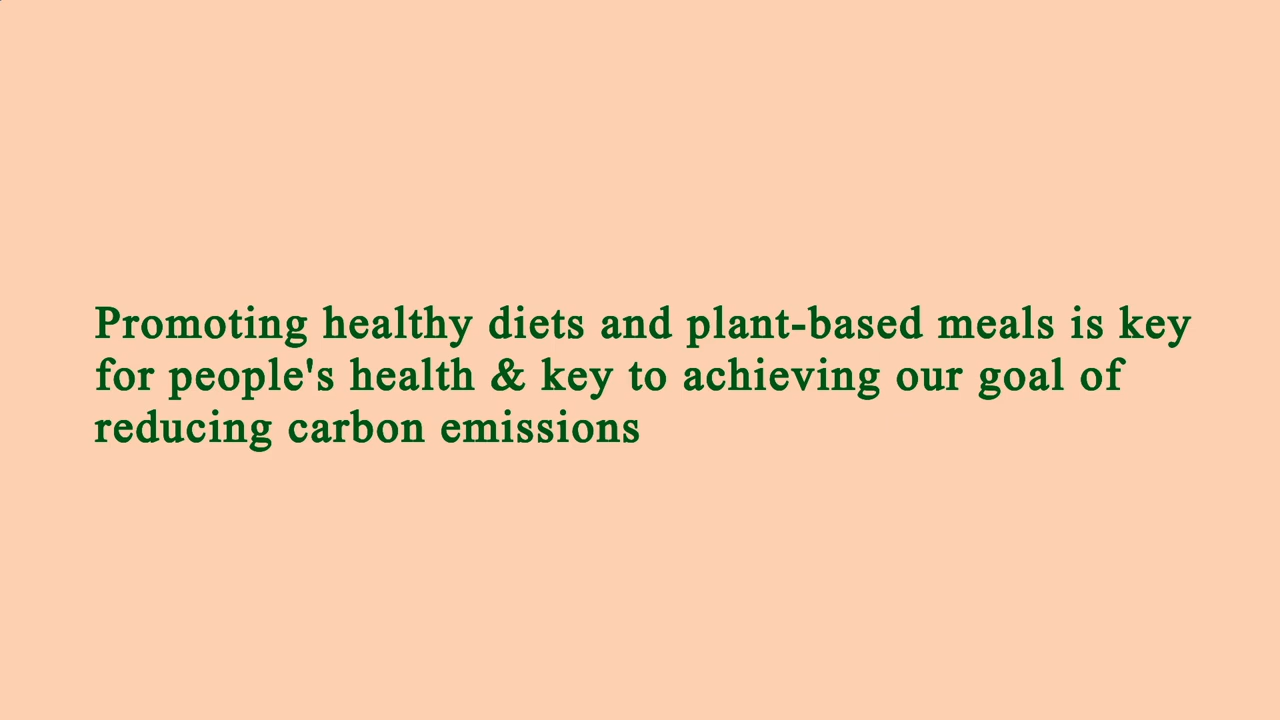 Promoting healthy diets and plant-based meals is key
for people's health & key to achieving our goal of
reducing carbon emissions